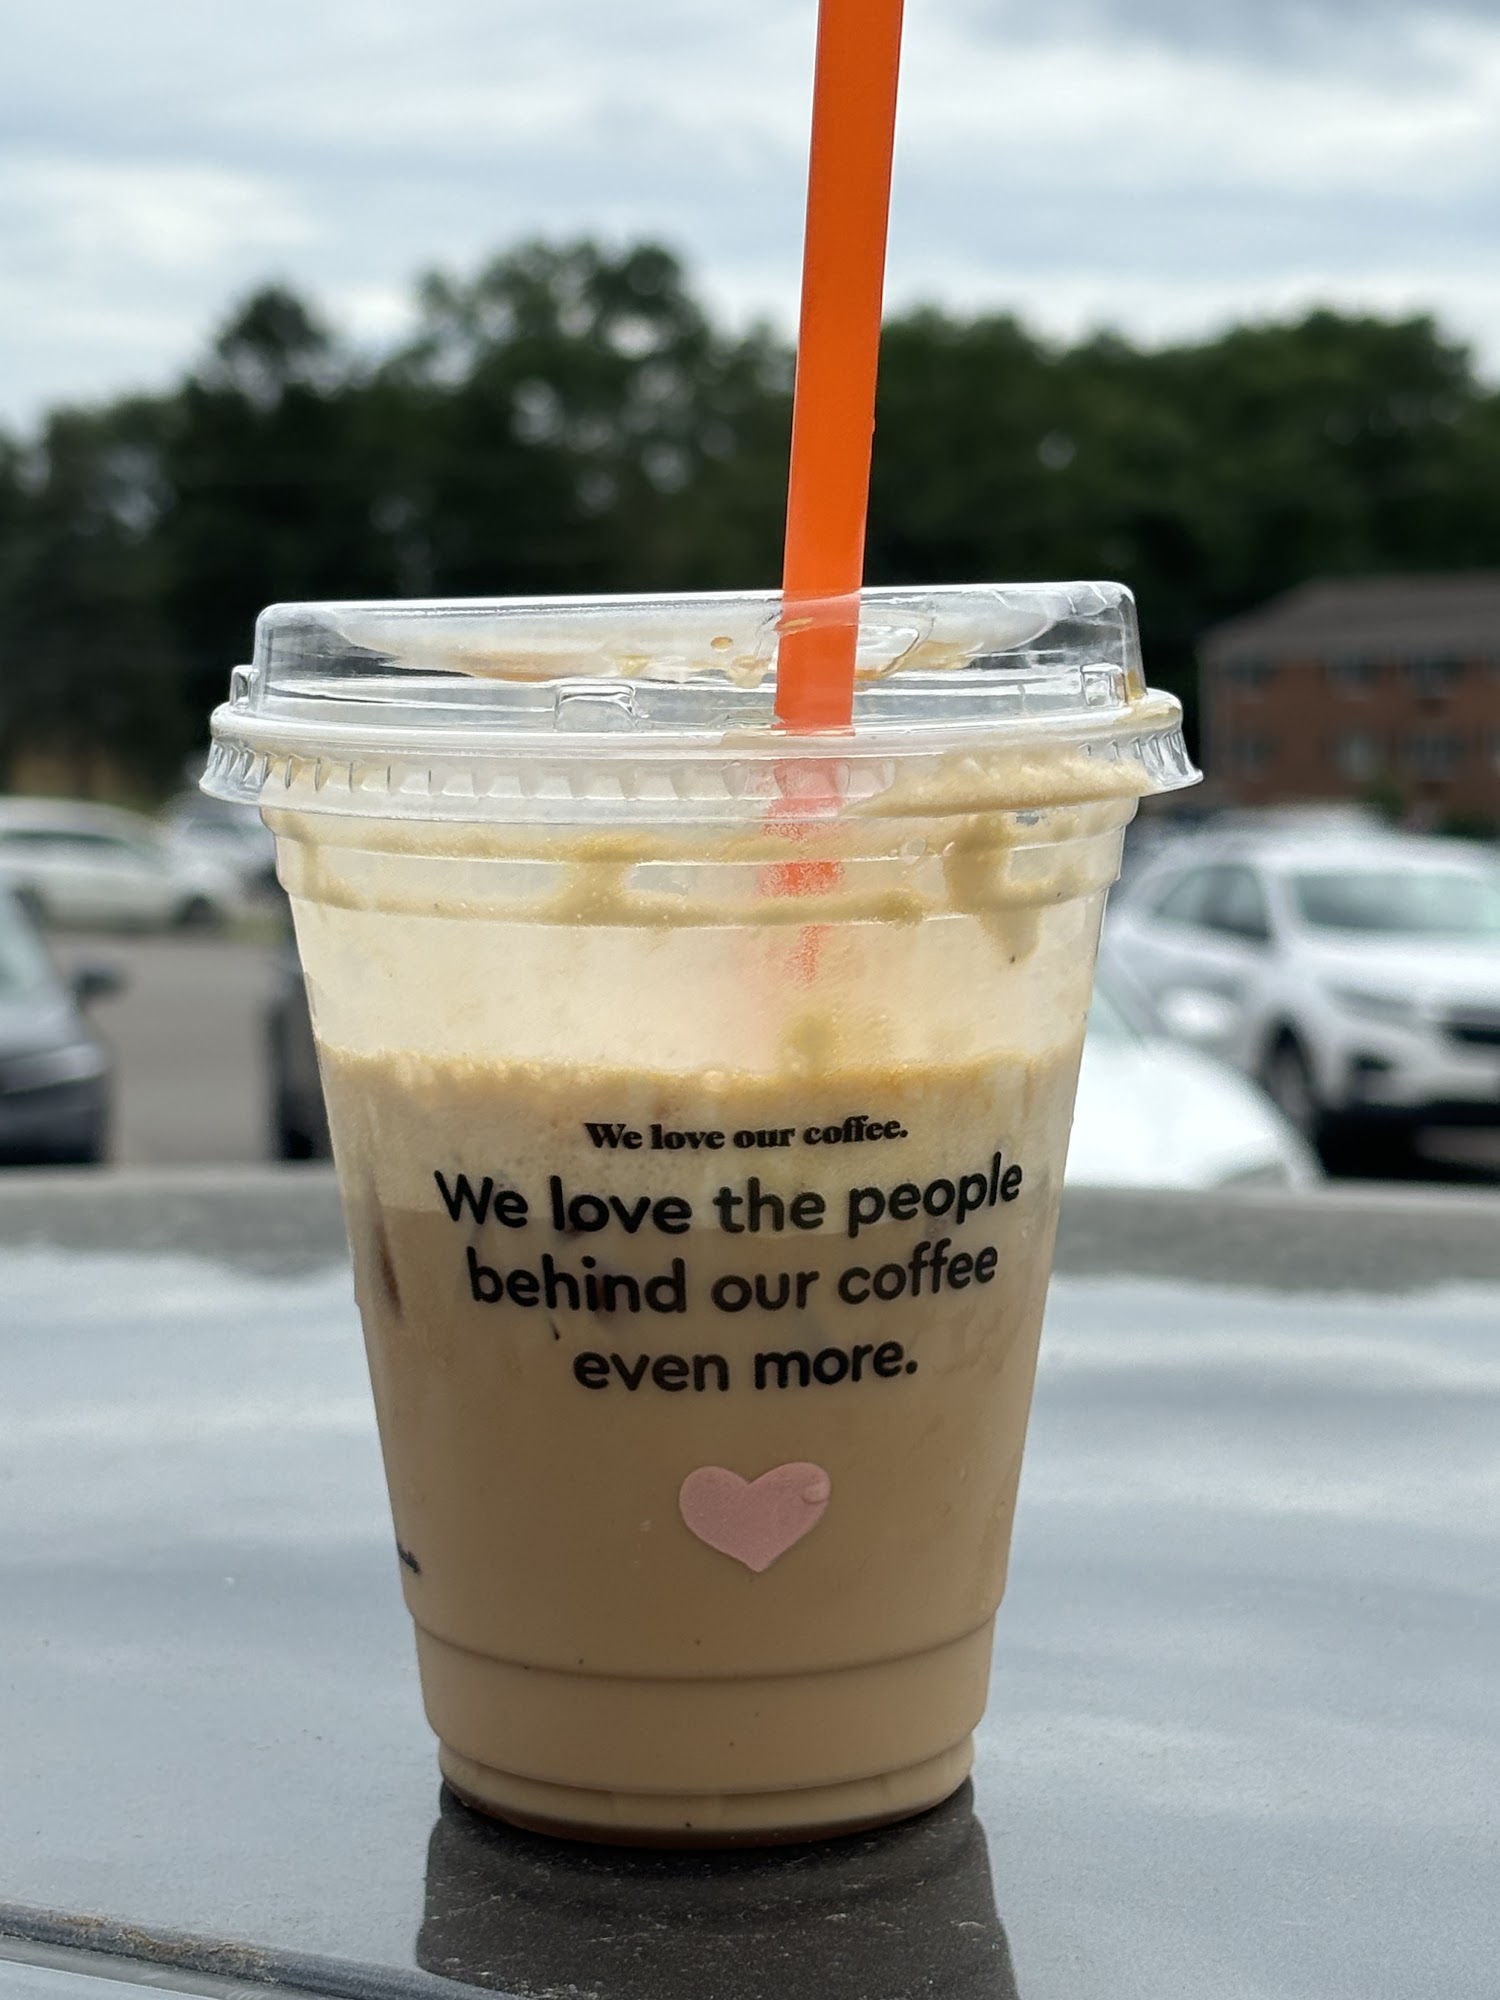 We love our coffee.
We love the people
behind our coffee
even more.